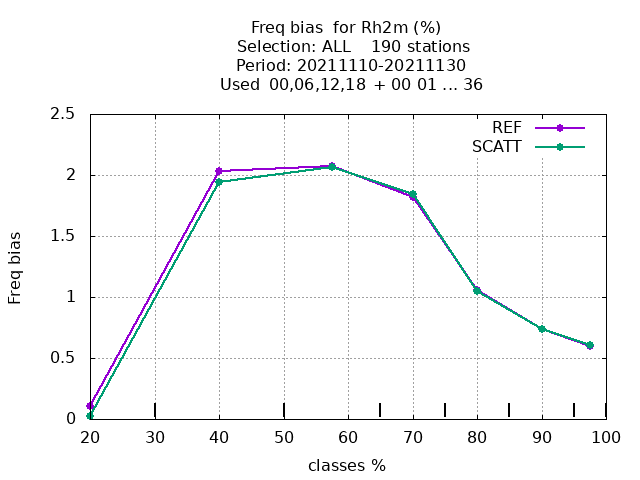 Freq bias  for Rh2m (%)
Selection: ALL    190 stations
Period: 20211110-20211130
Used  00,06,12,18  + 00 01 ... 36
REF
SCATT
2.5
2
1.5
1
0.5
0
Freq bias
20 30 40 50 60 70 80 90 100
classes %